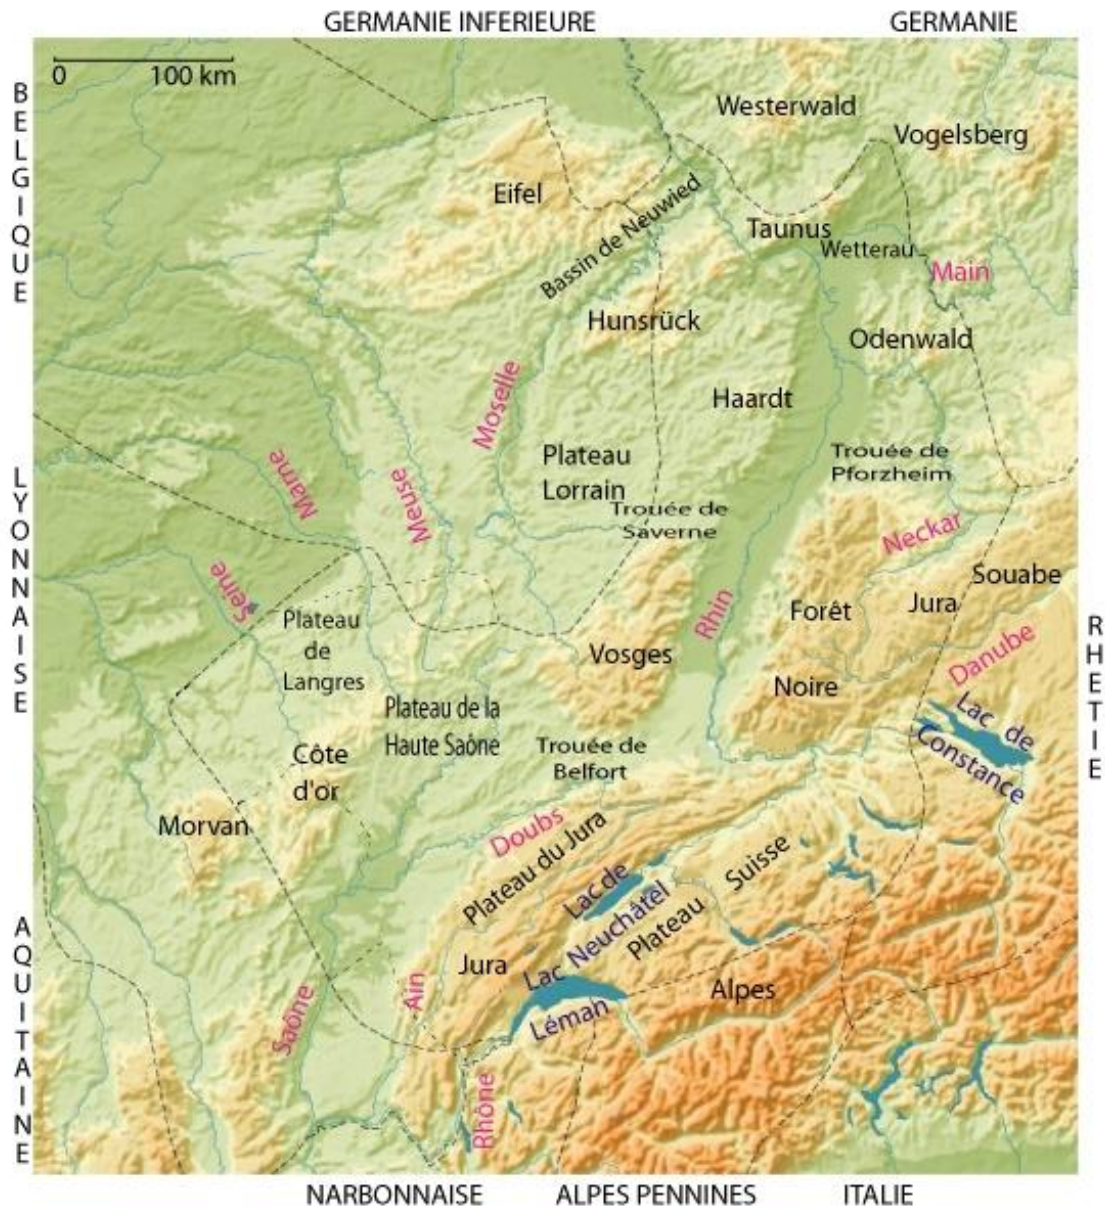 GERMANIE INFERIEURE
GERMANIE
0 100 km
BELGIQUE
Westerwald
Vogelsberg
Eifel
Bassin de Neuwied
Taunus
Wetterau
Main
Hunsrück
Odenwald
Moselle
Haardt
LYONNAISE
Marne
Meuse
Plateau
Lorrain
Trouée de
Pforzheim
Trouée de
Saverne
Neckar
Seine
Souabe
Jura
Forêt
Noire
Rhin
Plateau
de
Langres
Vosges
Danube
RHETIE
Plateau de la
Haute Saône
Lac de
Constance
Trouée de
Belfort
Côte
d'or
Morvan
Doubs
Plateau du Jura
Lac de
Neuchâtel
Plateau
Suisse
AQUITAINE
Jura
Lac
Léman
Alpes
Ain
Saône
Rhône
NARBONNAISE
ALPES PENNINES
ITALIE